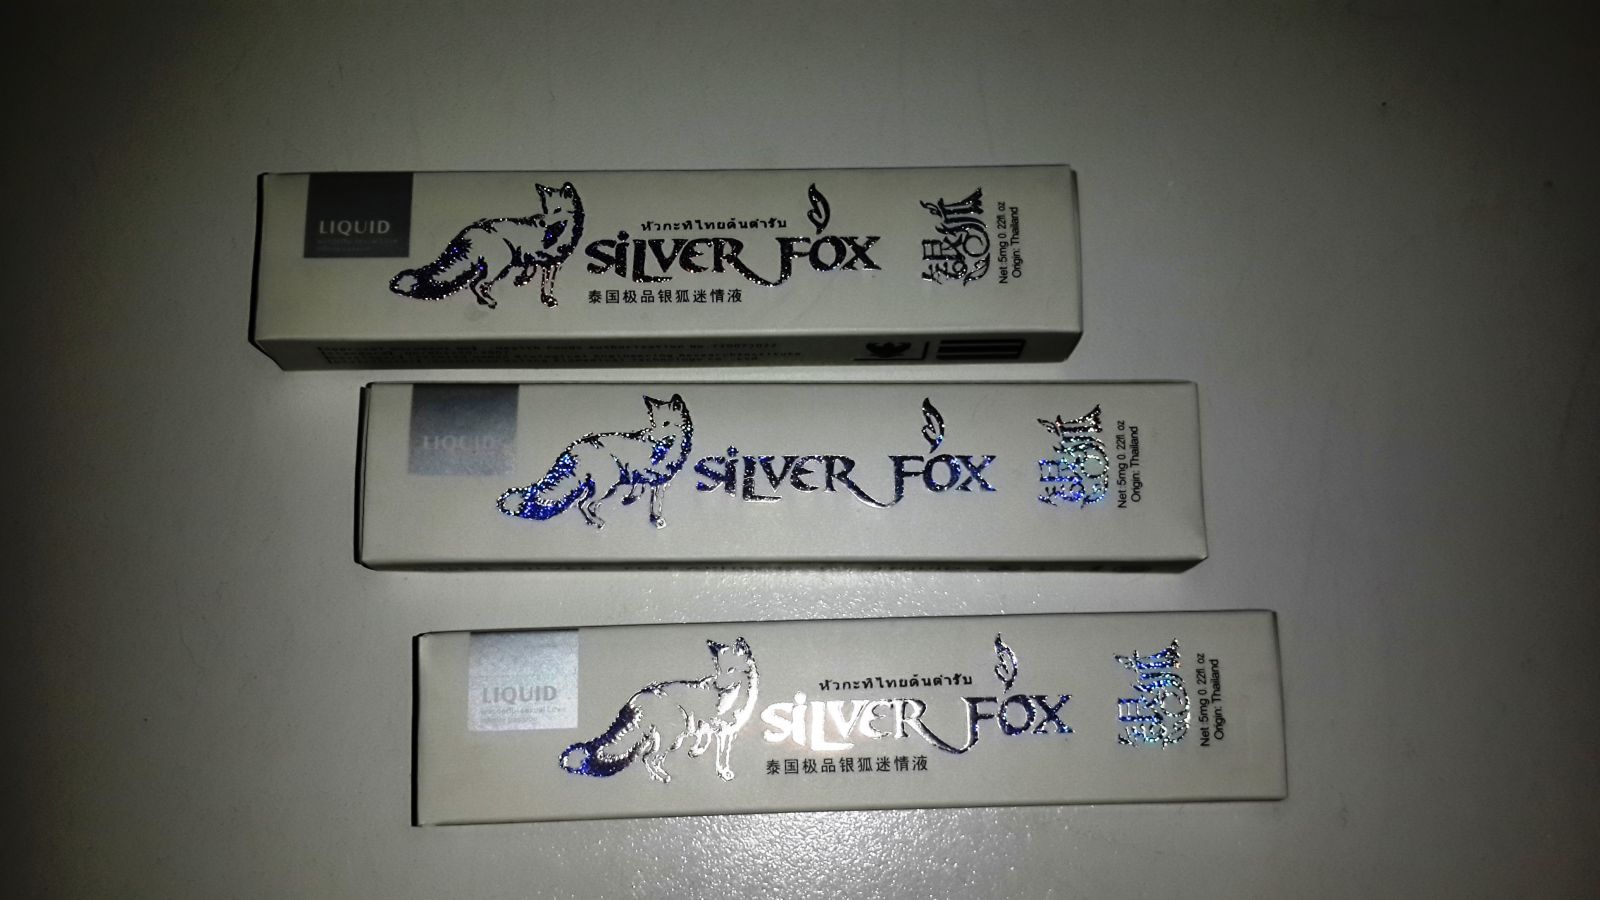 LIQUID
หัวกะทิไทยต้นตำรับ
SiLVER FOX
泰国极品银狐迷情液
银狐
Net :5mg 0. 22fl. oz
Origin: Thailand
LIQUID
SiLVER FOX
银狐
Net :5mg 0. 22fl. oz
Origin: Thailand
LIQUID
หัวกะทิไทยต้นตำรับ
SiLVER FOX
泰国极品银狐迷情液
银狐
Net :5mg 0. 22fl. oz
Origin: Thailand